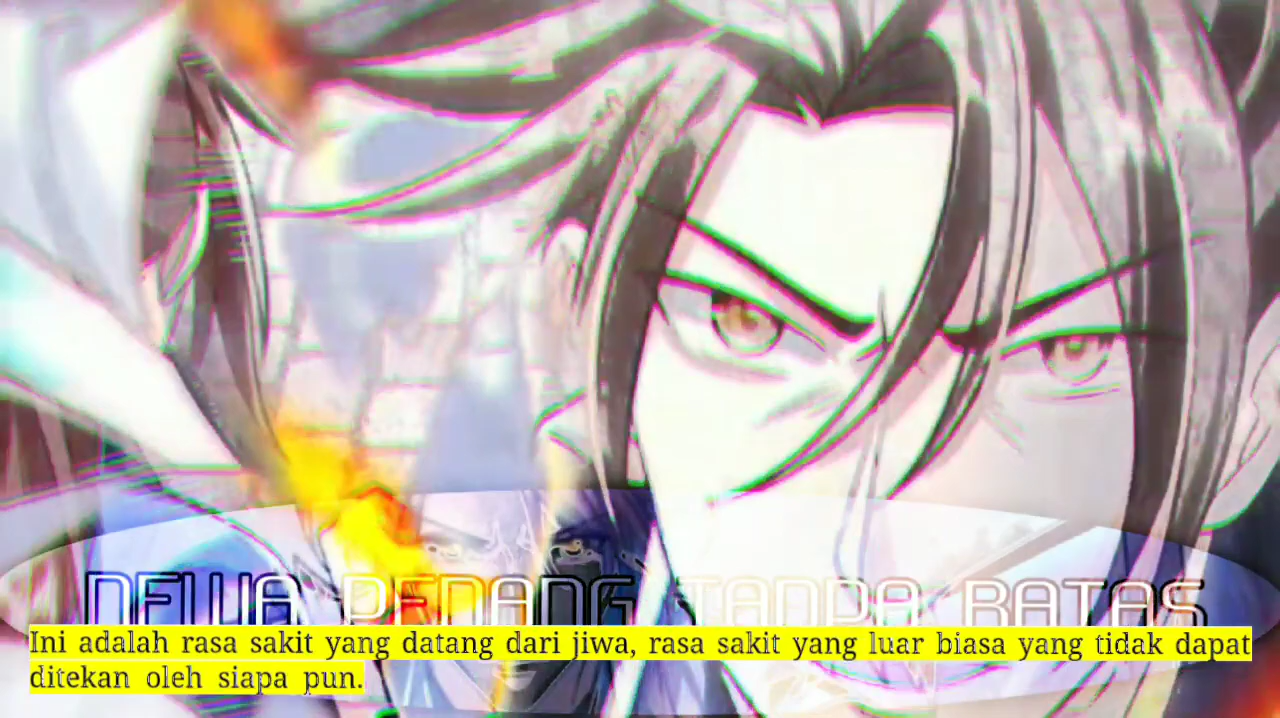 DEWA PEDANG TANPA BATAS
Ini adalah rasa sakit yang datang dari jiwa, rasa sakit yang luar biasa yang tidak dapat
ditekan oleh siapa pun.